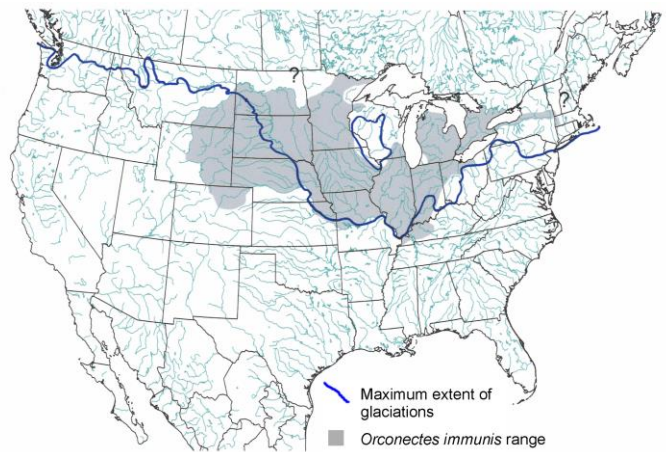 ?
?
Maximum extent of
glaciations
Orconectes immunis range